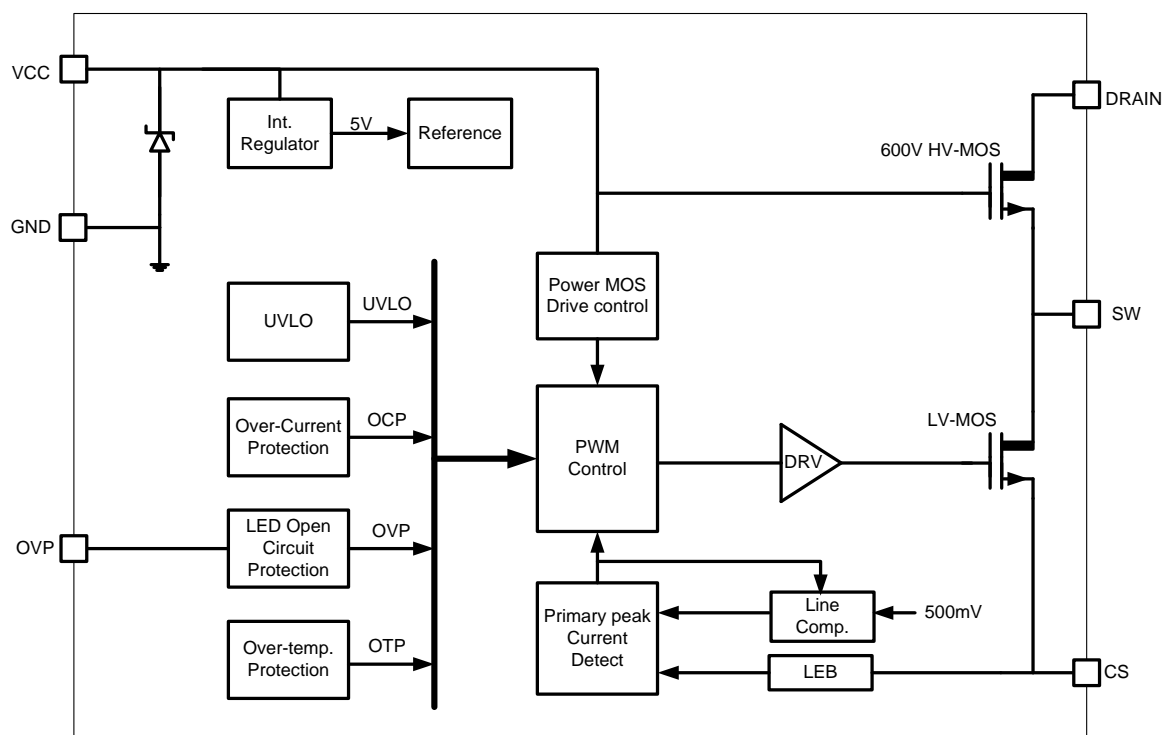 VCC
DRAIN
Int.
Regulator
5V
Reference
600V HV-MOS
GND
Power MOS
Drive control
UVLO
UVLO
SW
Over-Current
Protection
OCP
PWM
Control
DRV
LV-MOS
OVP
LED Open
Circuit
Protection
OVP
Primary peak
Current
Detect
Line
Comp.
500mV
Over-temp.
Protection
OTP
LEB
CS